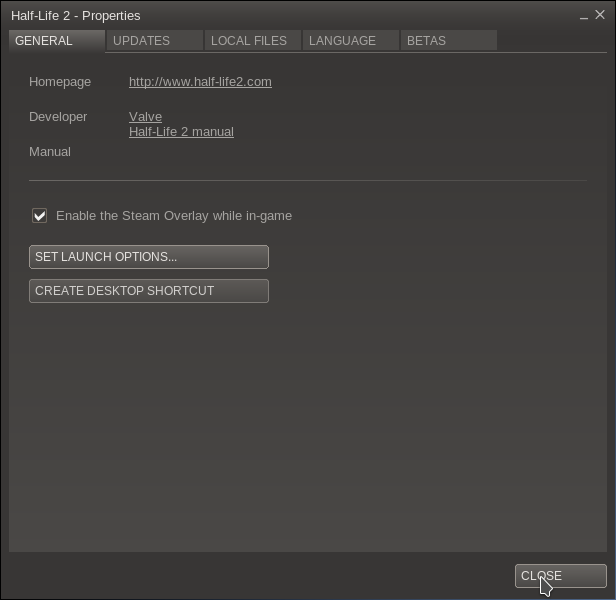 Half-Life 2 - Properties
GENERAL UPDATES LOCAL FILES LANGUAGE BETAS
Homepage http://www.half-life2.com
Developer Valve
Half-Life 2 manual
Manual
Enable the Steam Overlay while in-game
SET LAUNCH OPTIONS...
CREATE DESKTOP SHORTCUT
CLOSE